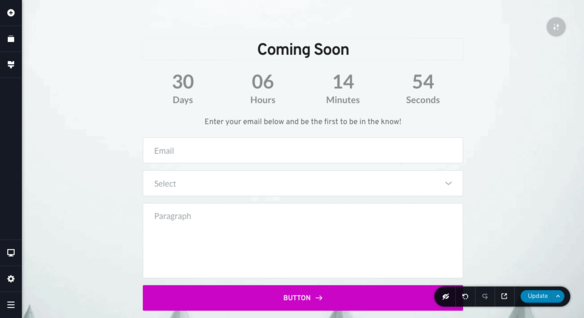 Coming Soon
30 06 14 54
Days Hours Minutes Seconds
Enter your email below and be the first to be in the know!
Email
Select
Paragraph
BUTTON
Update